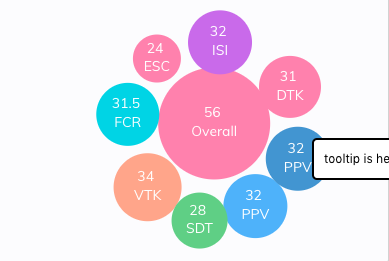 32
ISI
24
ESC
31
DTK
31.5
FCR
56
Overall
32
PPV
tooltip is he
34
VTK
32
PPV
28
SDT